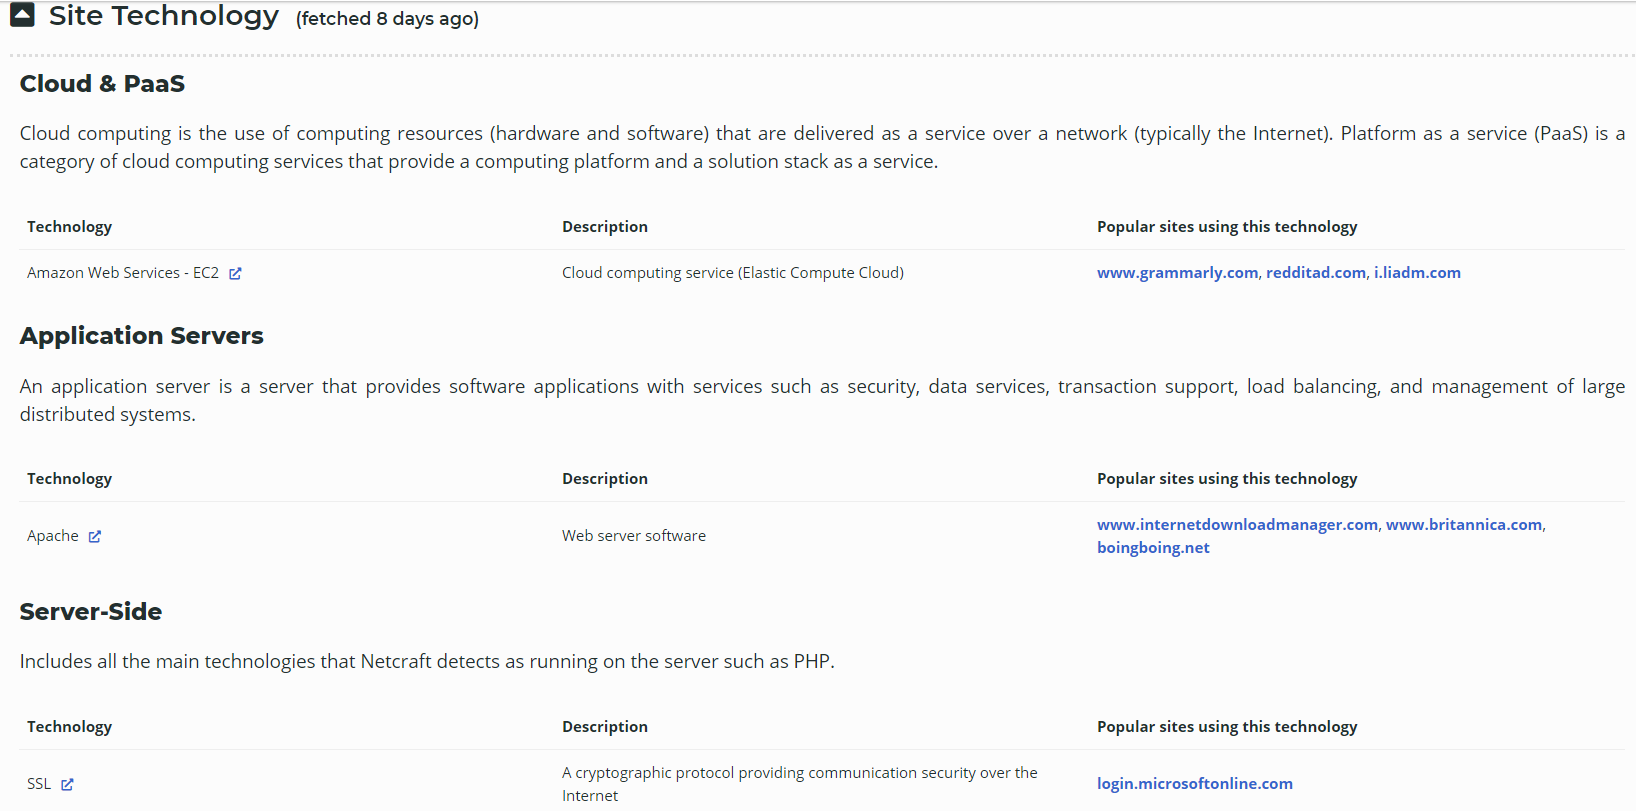 Site Technology (fetched 8 days ago)
Cloud & PaaS
Cloud computing is the use of computing resources (hardware and software) that are delivered as a service over a network (typically the Internet). Platform as a service (PaaS) is a
category of cloud computing services that provide a computing platform and a solution stack as a service.
Technology Description Popular sites using this technology
Amazon Web Services - EC2 Cloud computing service (Elastic Compute Cloud) www.grammarly.com, redditad.com, i.liadm.com
Application Servers
An application server is a server that provides software applications with services such as security, data services, transaction support, load balancing, and management of large
distributed systems.
Technology Description Popular sites using this technology
Apache Web server software www.internetdownloadmanager.com, www.britannica.com,
boingboing.net
Server-Side
Includes all the main technologies that Netcraft detects as running on the server such as PHP.
Technology Description Popular sites using this technology
SSL A cryptographic protocol providing communication security over the
Internet login.microsoftonline.com